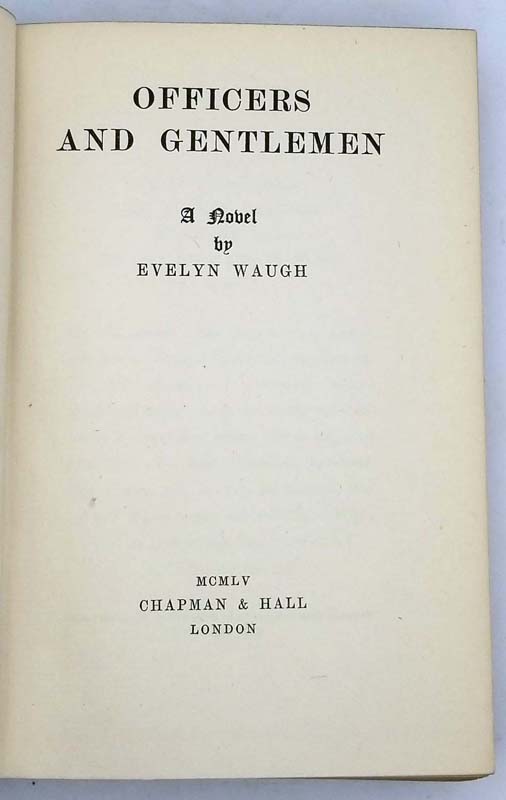 OFFICERS
AND GENTLEMEN
A Novel
by
EVELYN WAUGH
MCMLV
CHAPMAN & HALL
LONDON